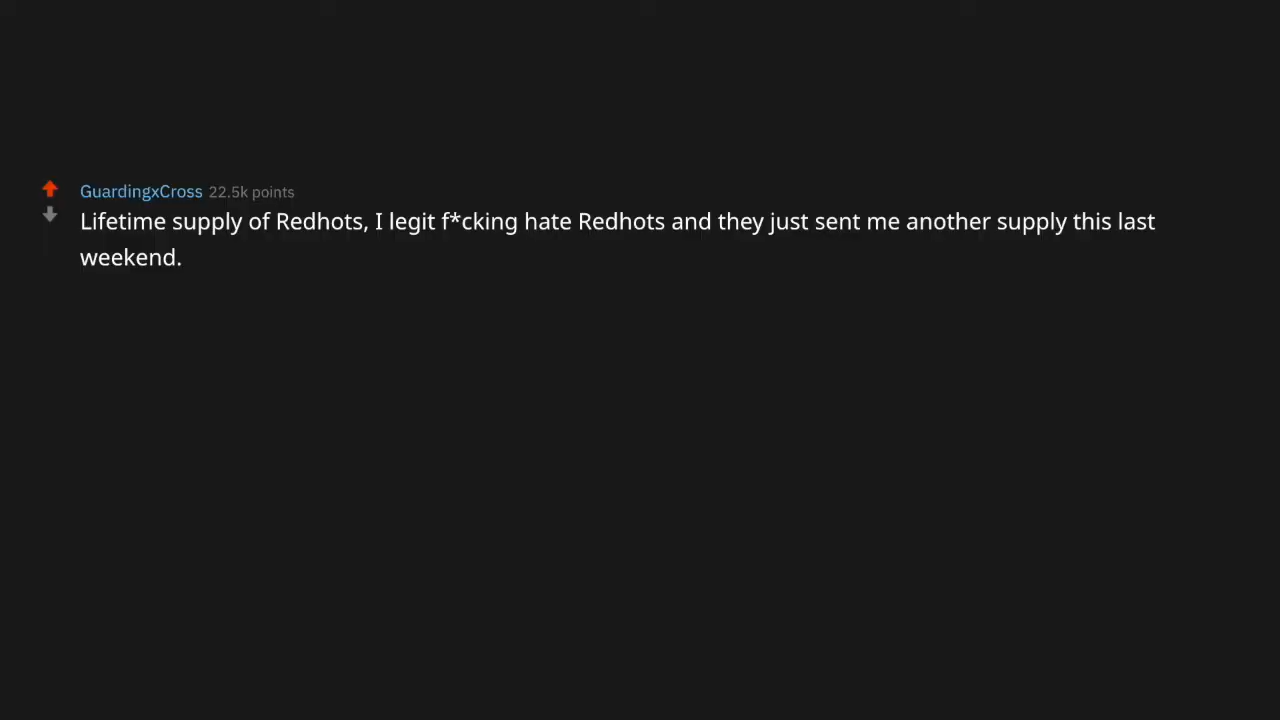 GuardingxCross 22.5k points
Lifetime supply of Redhots, I legit f*cking hate Redhots and they just sent me another supply this last
weekend.